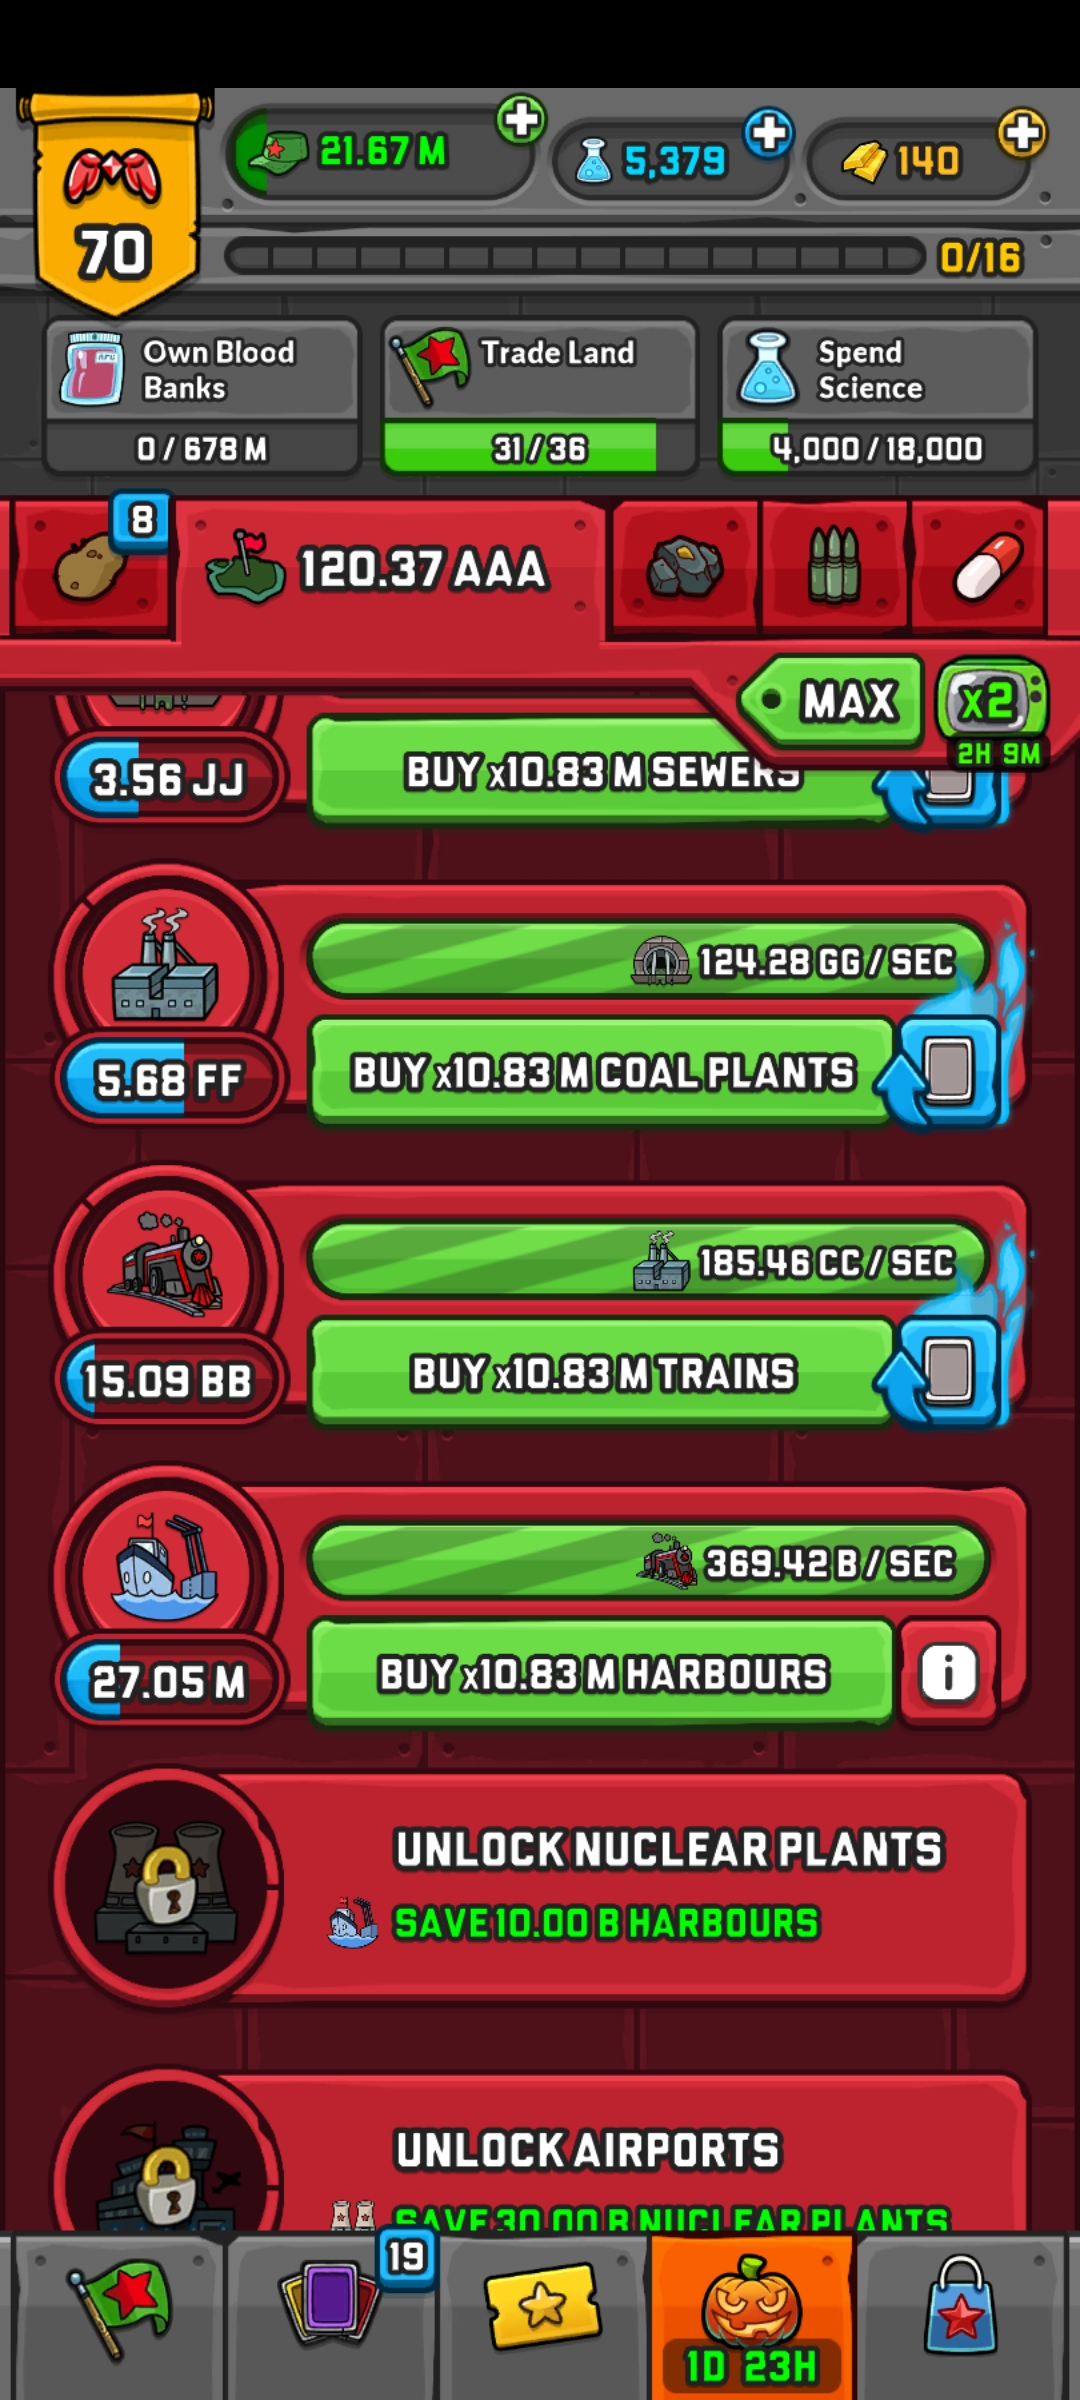 21.67 M
5,379
140
70
0/16
Own Blood Banks
Trade Land
Spend Science
0 / 678 M
31 / 36
4,000 / 18,000
8
120.37 AAA
MAX
x2
2H 9M
3.56 JJ
BUY x10.83 M SEWERS
124.28 GG / SEC
5.68 FF
BUY x10.83 M COAL PLANTS
185.46 CC / SEC
15.09 BB
BUY x10.83 M TRAINS
369.42 B / SEC
27.05 M
BUY x10.83 M HARBOURS
i
UNLOCK NUCLEAR PLANTS
SAVE 10.00 B HARBOURS
UNLOCK AIRPORTS
SAVE 30.00 B NUCLEAR PLANTS
19
1D 23H